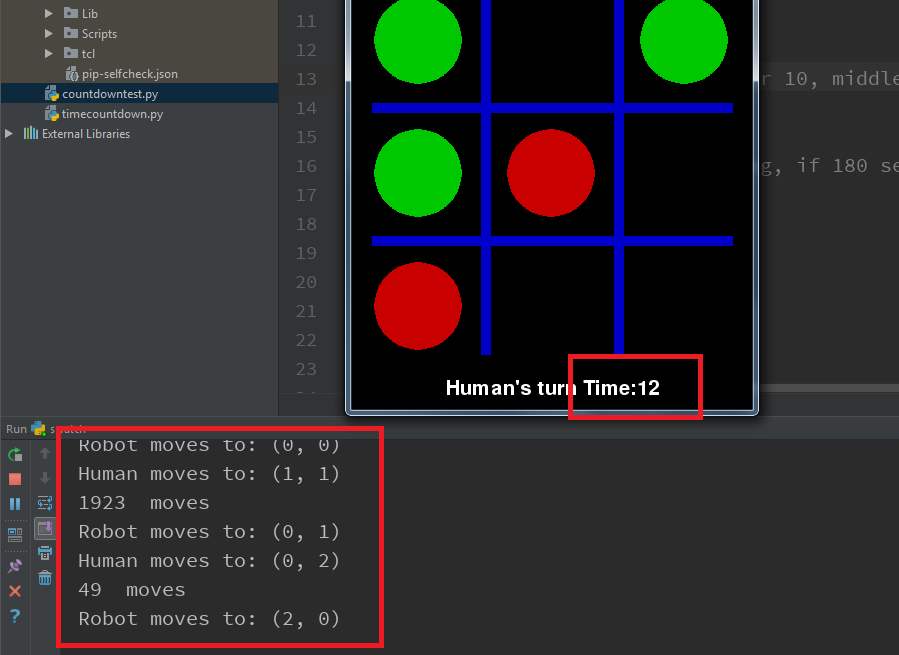 Lib
Scripts
tcl
pip-selfcheck.json
countdowntest.py
timecountdown.py
External Libraries
11
12
13
r 10, middle
14
15
16
g, if 180 se
17
18
19
20
21
22
23
Human's turn Time:12
Run
Robot moves to: (0, 0)
Human moves to: (1, 1)
1923 moves
Robot moves to: (0, 1)
Human moves to: (0, 2)
49 moves
Robot moves to: (2, 0)